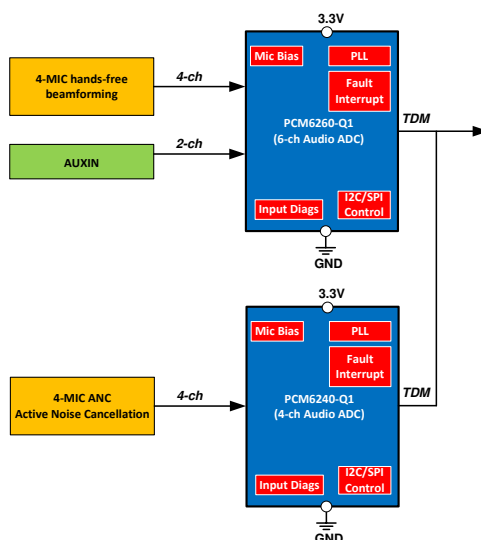 3.3V
Mic Bias
PLL
4-MIC hands-free
beamforming
4-ch
Fault
Interrupt
TDM
PCM6260-Q1
(6-ch Audio ADC)
AUXIN
2-ch
Input Diags
I2C/SPI
Control
GND
3.3V
Mic Bias
PLL
Fault
Interrupt
4-MIC ANC
Active Noise Cancellation
4-ch
PCM6240-Q1
(4-ch Audio ADC)
TDM
Input Diags
I2C/SPI
Control
GND